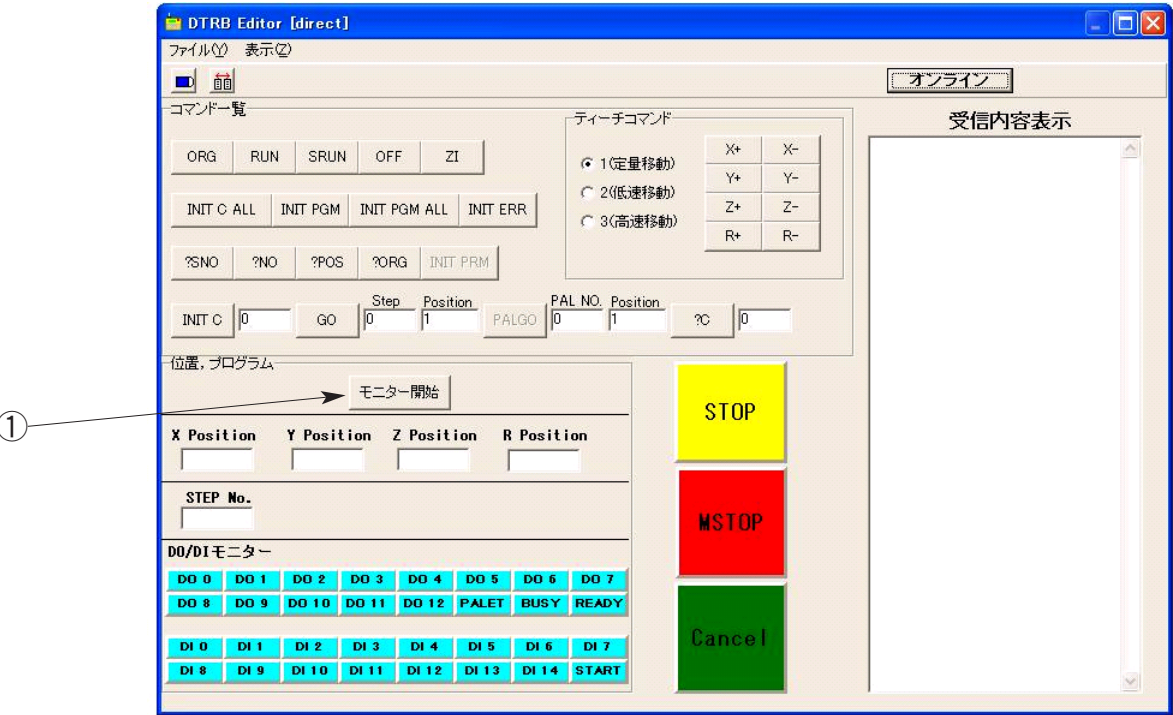 DTRB Editor [direct]
ファイル(Y) 表示(Z)
オンライン
コマンド一覧
ORG RUN SRUN OFF ZI
INIT C ALL INIT PGM INIT PGM ALL INIT ERR
?SNO ?NO ?POS ?ORG INIT PRM
ティーチコマンド
1(定量移動)
2(低速移動)
3(高速移動)
X+ X-
Y+ Y-
Z+ Z-
R+ R-
Step Position PAL NO. Position
INIT C 0 GO 0 1 PALGO 0 1 ?C 0
受信内容表示
位置,プログラム
① モニター開始
X Position Y Position Z Position R Position
STEP No.
DO/DIモニター
DO 0 DO 1 DO 2 DO 3 DO 4 DO 5 DO 6 DO 7
DO 8 DO 9 DO 10 DO 11 DO 12 PALET BUSY READY
DI 0 DI 1 DI 2 DI 3 DI 4 DI 5 DI 6 DI 7
DI 8 DI 9 DI 10 DI 11 DI 12 DI 13 DI 14 START
STOP
MSTOP
Cancel